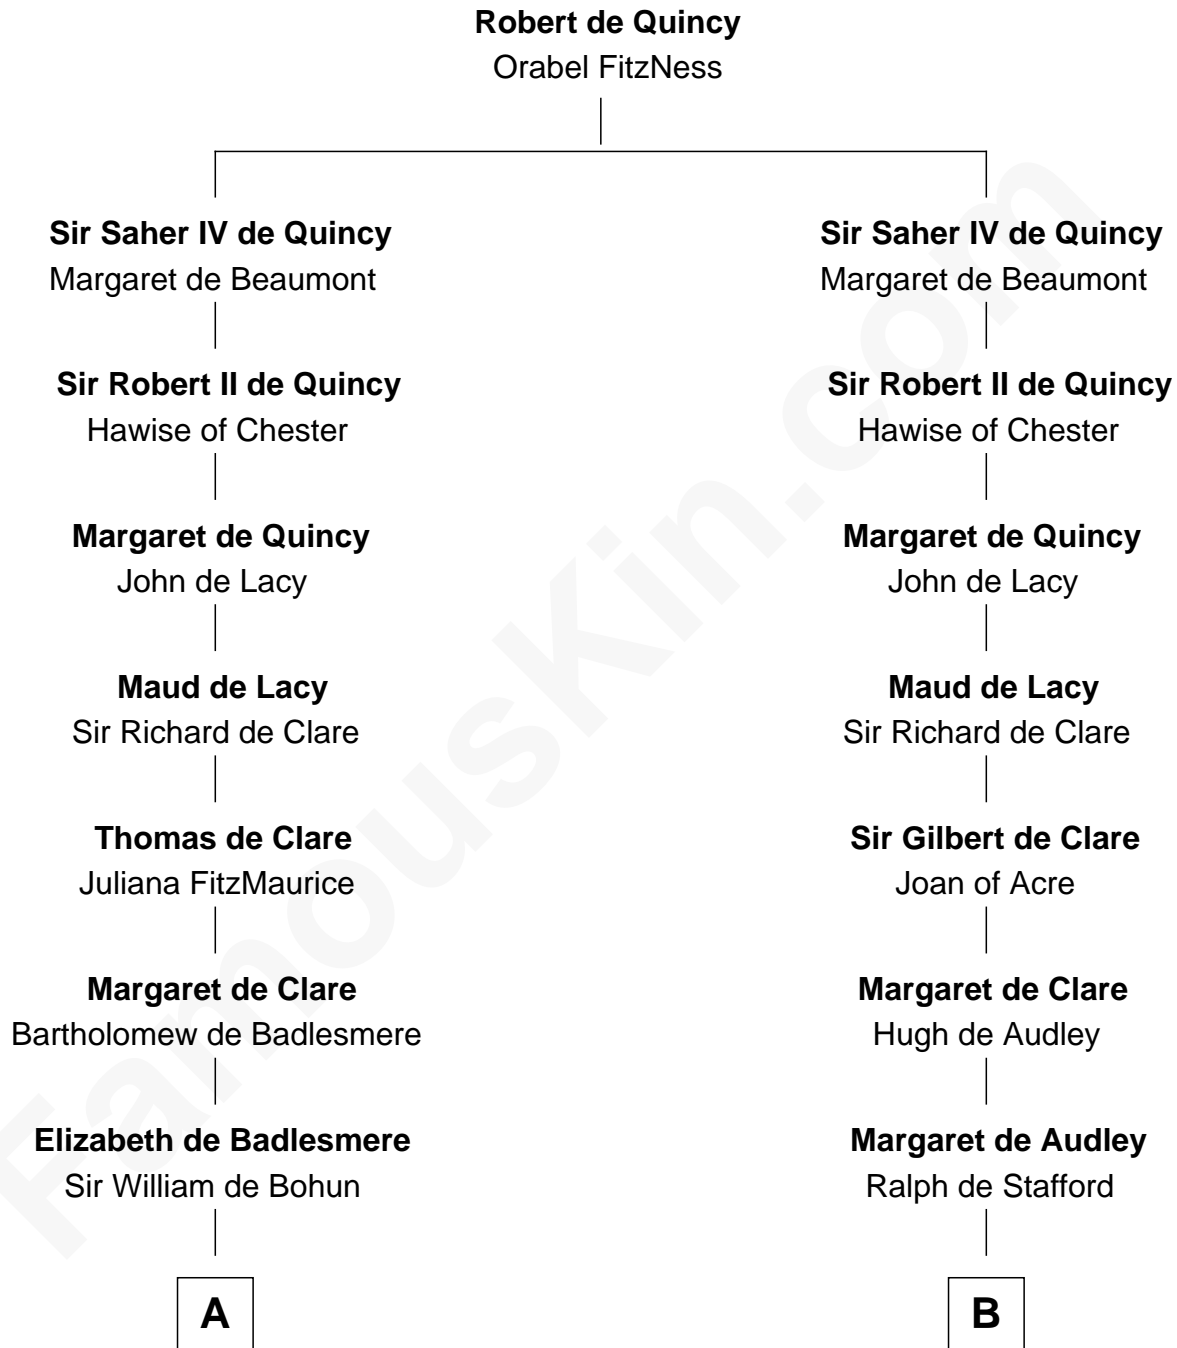 Robert de Quincy
Orabel FitzNess
Sir Saher IV de Quincy
Margaret de Beaumont
Sir Saher IV de Quincy
Margaret de Beaumont
Sir Robert II de Quincy
Hawise of Chester
Sir Robert II de Quincy
Hawise of Chester
Margaret de Quincy
John de Lacy
Margaret de Quincy
John de Lacy
Maud de Lacy
Sir Richard de Clare
Maud de Lacy
Sir Richard de Clare
Thomas de Clare
Juliana FitzMaurice
Sir Gilbert de Clare
Joan of Acre
Margaret de Clare
Bartholomew de Badlesmere
Margaret de Clare
Hugh de Audley
Elizabeth de Badlesmere
Sir William de Bohun
Margaret de Audley
Ralph de Stafford
A
B
FamousKin.com